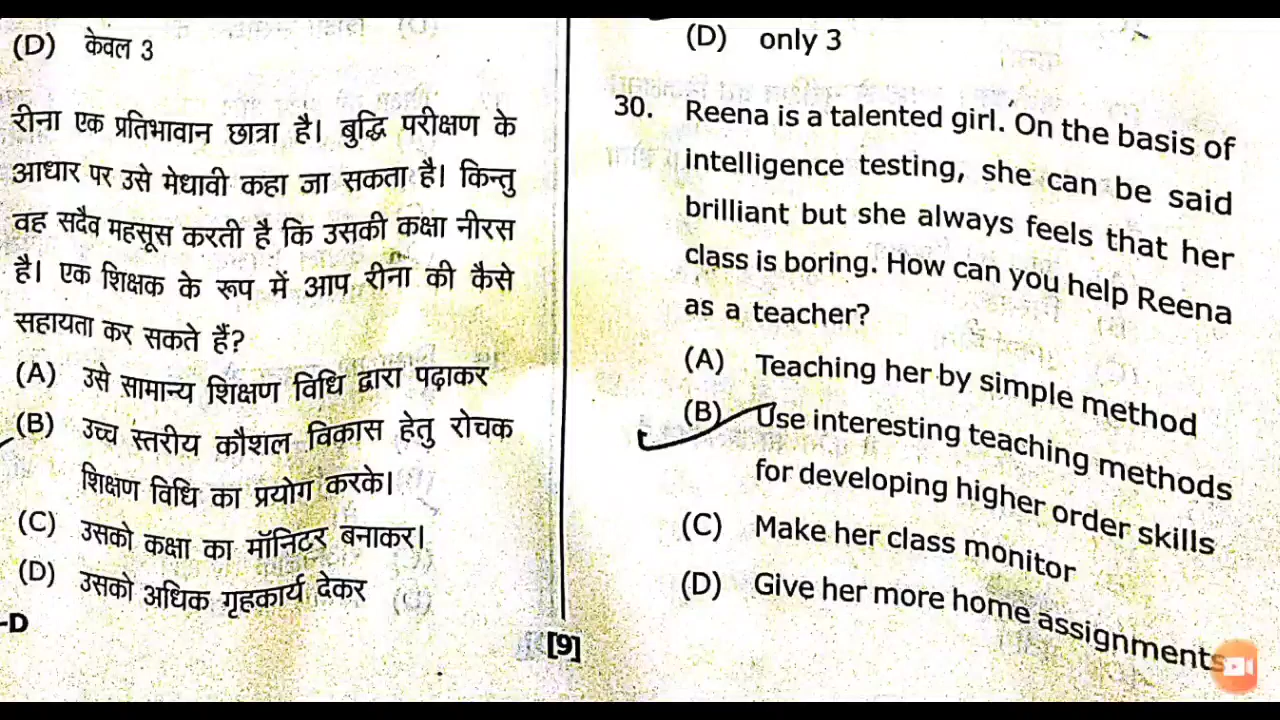 (D) केवल 3
रीना एक प्रतिभावान छात्रा है। बुद्धि परीक्षण के
आधार पर उसे मेधावी कहा जा सकता है। किन्तु
वह सदैव महसूस करती है कि उसकी कक्षा नीरस
है। एक शिक्षक के रूप में आप रीना की कैसे
सहायता कर सकते हैं?
(A) उसे सामान्य शिक्षण विधि द्वारा पढ़ाकर
(B) उच्च स्तरीय कौशल विकास हेतु रोचक
शिक्षण विधि का प्रयोग करके।
(C) उसको कक्षा का मॉनिटर बनाकर।
(D) उसको अधिक गृहकार्य देकर
-D
[9]
(D) only 3
30. Reena is a talented girl. On the basis of
intelligence testing, she can be said
brilliant but she always feels that her
class is boring. How can you help Reena
as a teacher?
(A) Teaching her by simple method
(B) Use interesting teaching methods
for developing higher order skills
(C) Make her class monitor
(D) Give her more home assignments